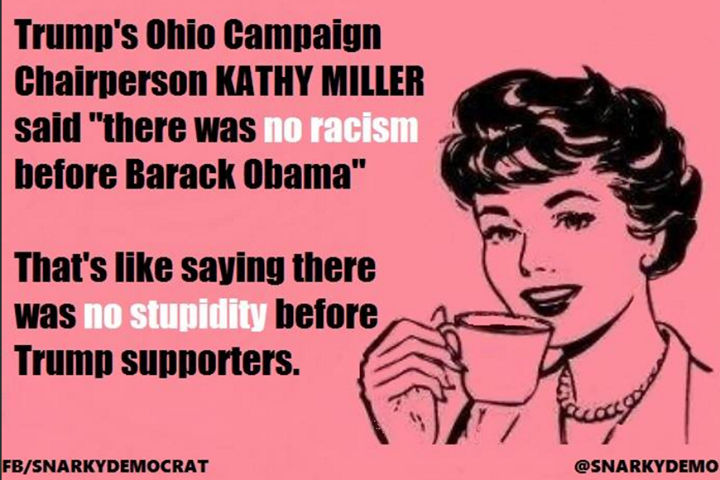 Trump's Ohio Campaign
Chairperson KATHY MILLER
said "there was no racism
before Barack Obama"
That's like saying there
was no stupidity before
Trump supporters.
FB/SNARKYDEMOCRAT
@SNARKYDEMO